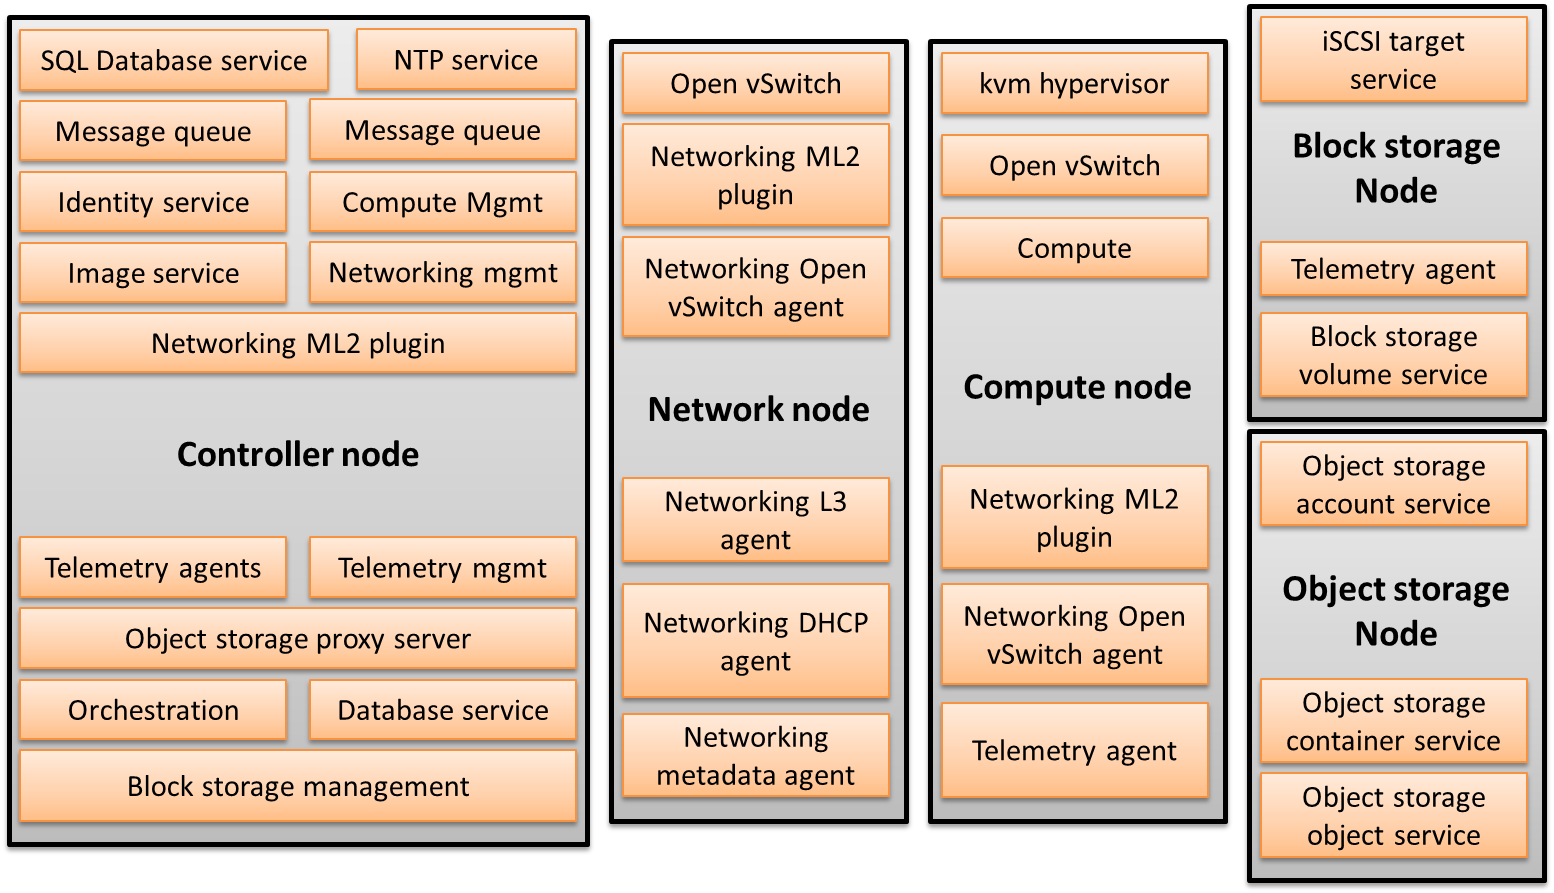 SQL Database service
NTP service
Message queue
Message queue
Identity service
Compute Mgmt
Image service
Networking mgmt
Networking ML2 plugin
Controller node
Telemetry agents
Telemetry mgmt
Object storage proxy server
Orchestration
Database service
Block storage management
Open vSwitch
Networking ML2
plugin
Networking Open
vSwitch agent
Network node
Networking L3
agent
Networking DHCP
agent
Networking
metadata agent
kvm hypervisor
Open vSwitch
Compute
Compute node
Networking ML2
plugin
Networking Open
vSwitch agent
Telemetry agent
iSCSI target
service
Block storage
Node
Telemetry agent
Block storage
volume service
Object storage
account service
Object storage
Node
Object storage
container service
Object storage
object service